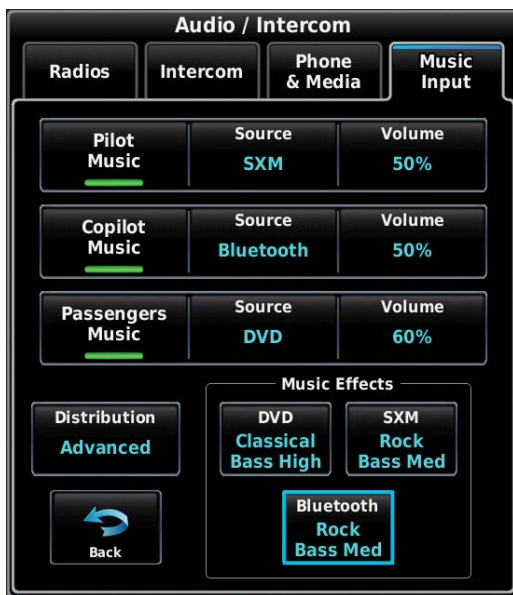 Audio / Intercom
Radios
Intercom
Phone
& Media
Music
Input
Pilot
Music
Source
SXM
Volume
50%
Copilot
Music
Source
Bluetooth
Volume
50%
Passengers
Music
Source
DVD
Volume
60%
Music Effects
Distribution
Advanced
DVD
Classical
Bass High
SXM
Rock
Bass Med
Back
Bluetooth
Rock
Bass Med